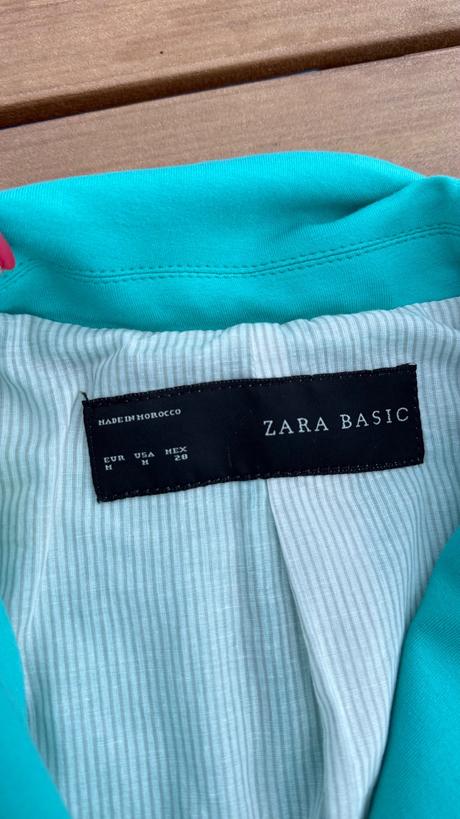 MADE IN MOROCCO
ZARA BASIC
EUR USA MEX
M M 28